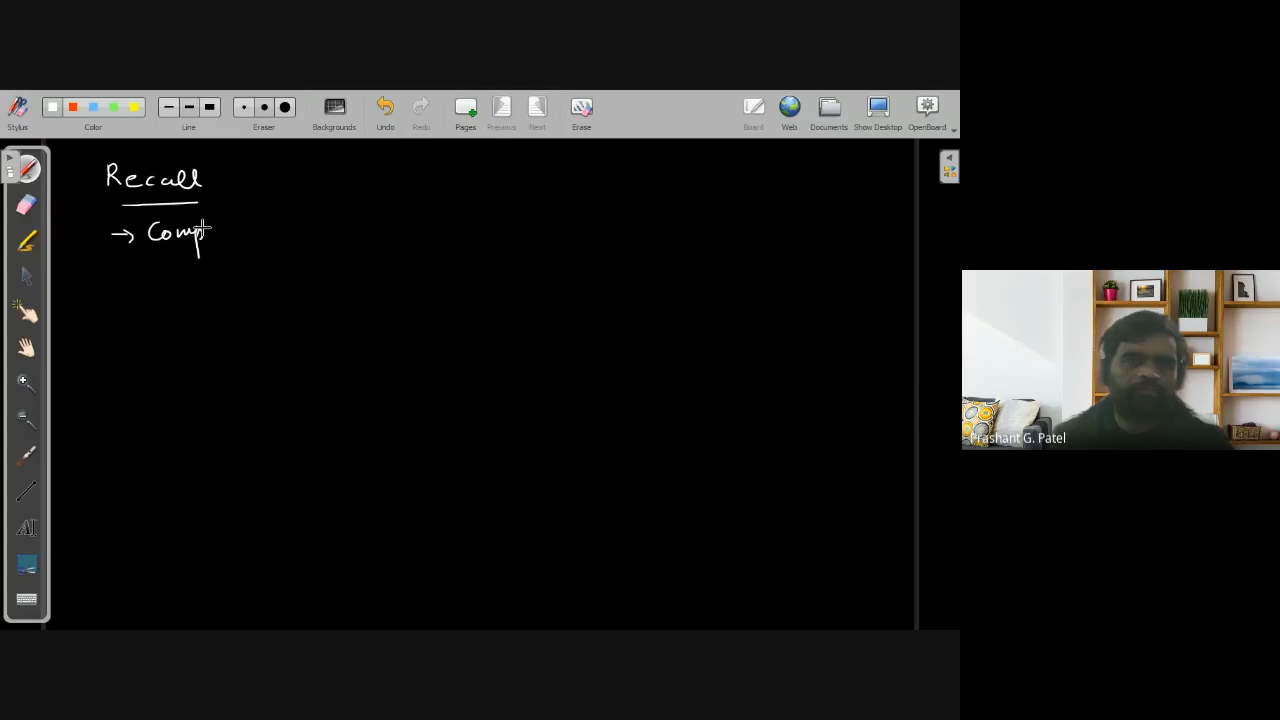 Color
Stylus
Line
Eraser
Backgrounds
Undo
Redo
Pages
Previous
Next
Erase
Board
Web
Documents
Show Desktop
OpenBoard
Recall
→ Comp
AI
Prashant G. Patel